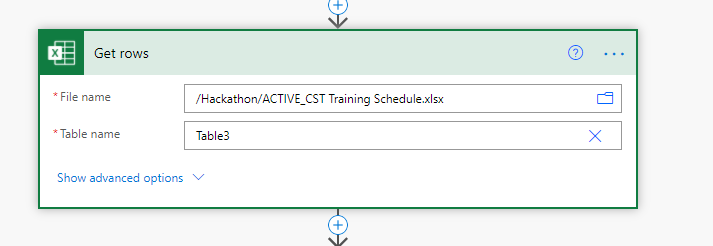 Get rows
* File name
/Hackathon/ACTIVE_CST Training Schedule.xlsx
* Table name
Table3
Show advanced options